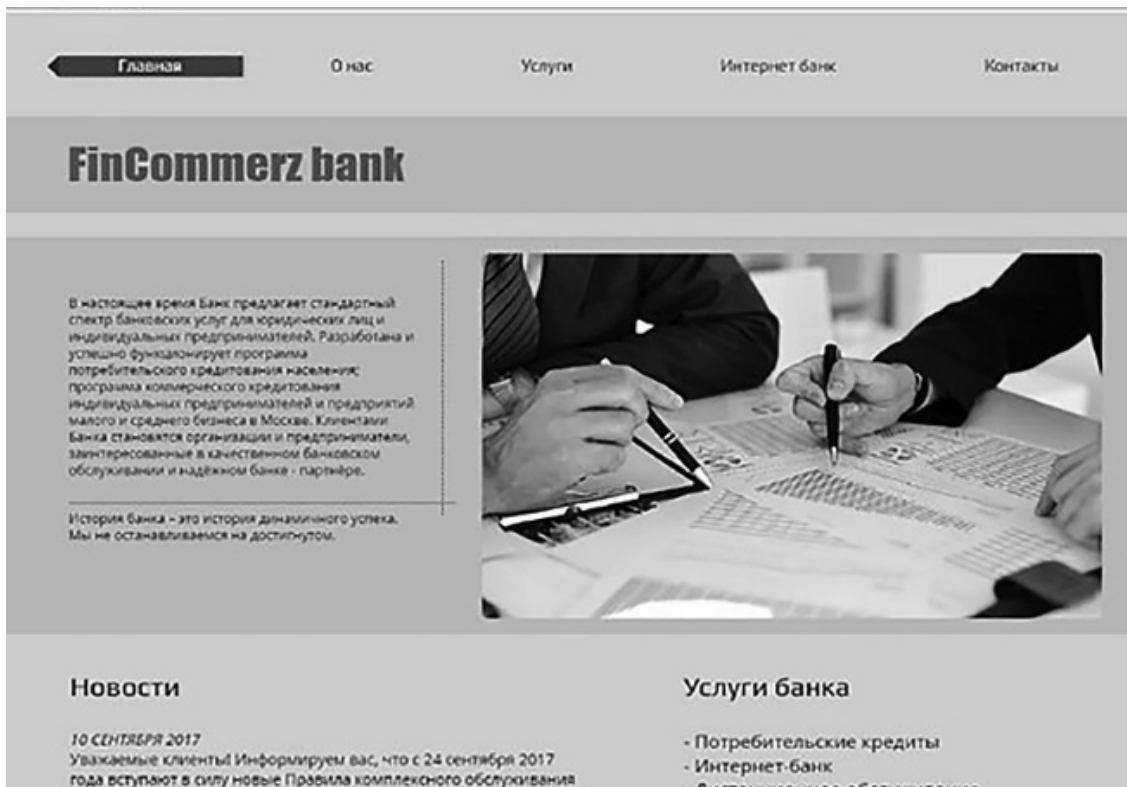 Главная
О нас
Услуги
Интернет банк
Контакты
FinCommerz bank
В настоящее время Банк предлагает стандартный
спектр банковских услуг для юридических лиц и
индивидуальных предпринимателей. Разработана и
успешно функционирует программа
потребительского кредитования населения;
программа коммерческого кредитования
индивидуальных предпринимателей и предприятий
малого и среднего бизнеса в Москве. Клиентами
Банка становятся организации и предприниматели,
заинтересованные в качественном банковском
обслуживании и надёжном банке - партнёре.
История банка – это история динамичного успеха.
Мы не останавливаемся на достигнутом.
Новости
10 СЕНТЯБРЯ 2017
Уважаемые клиенты! Информируем вас, что с 24 сентября 2017
года вступают в силу новые Правила комплексного обслуживания
Услуги банка
- Потребительские кредиты
- Интернет-банк